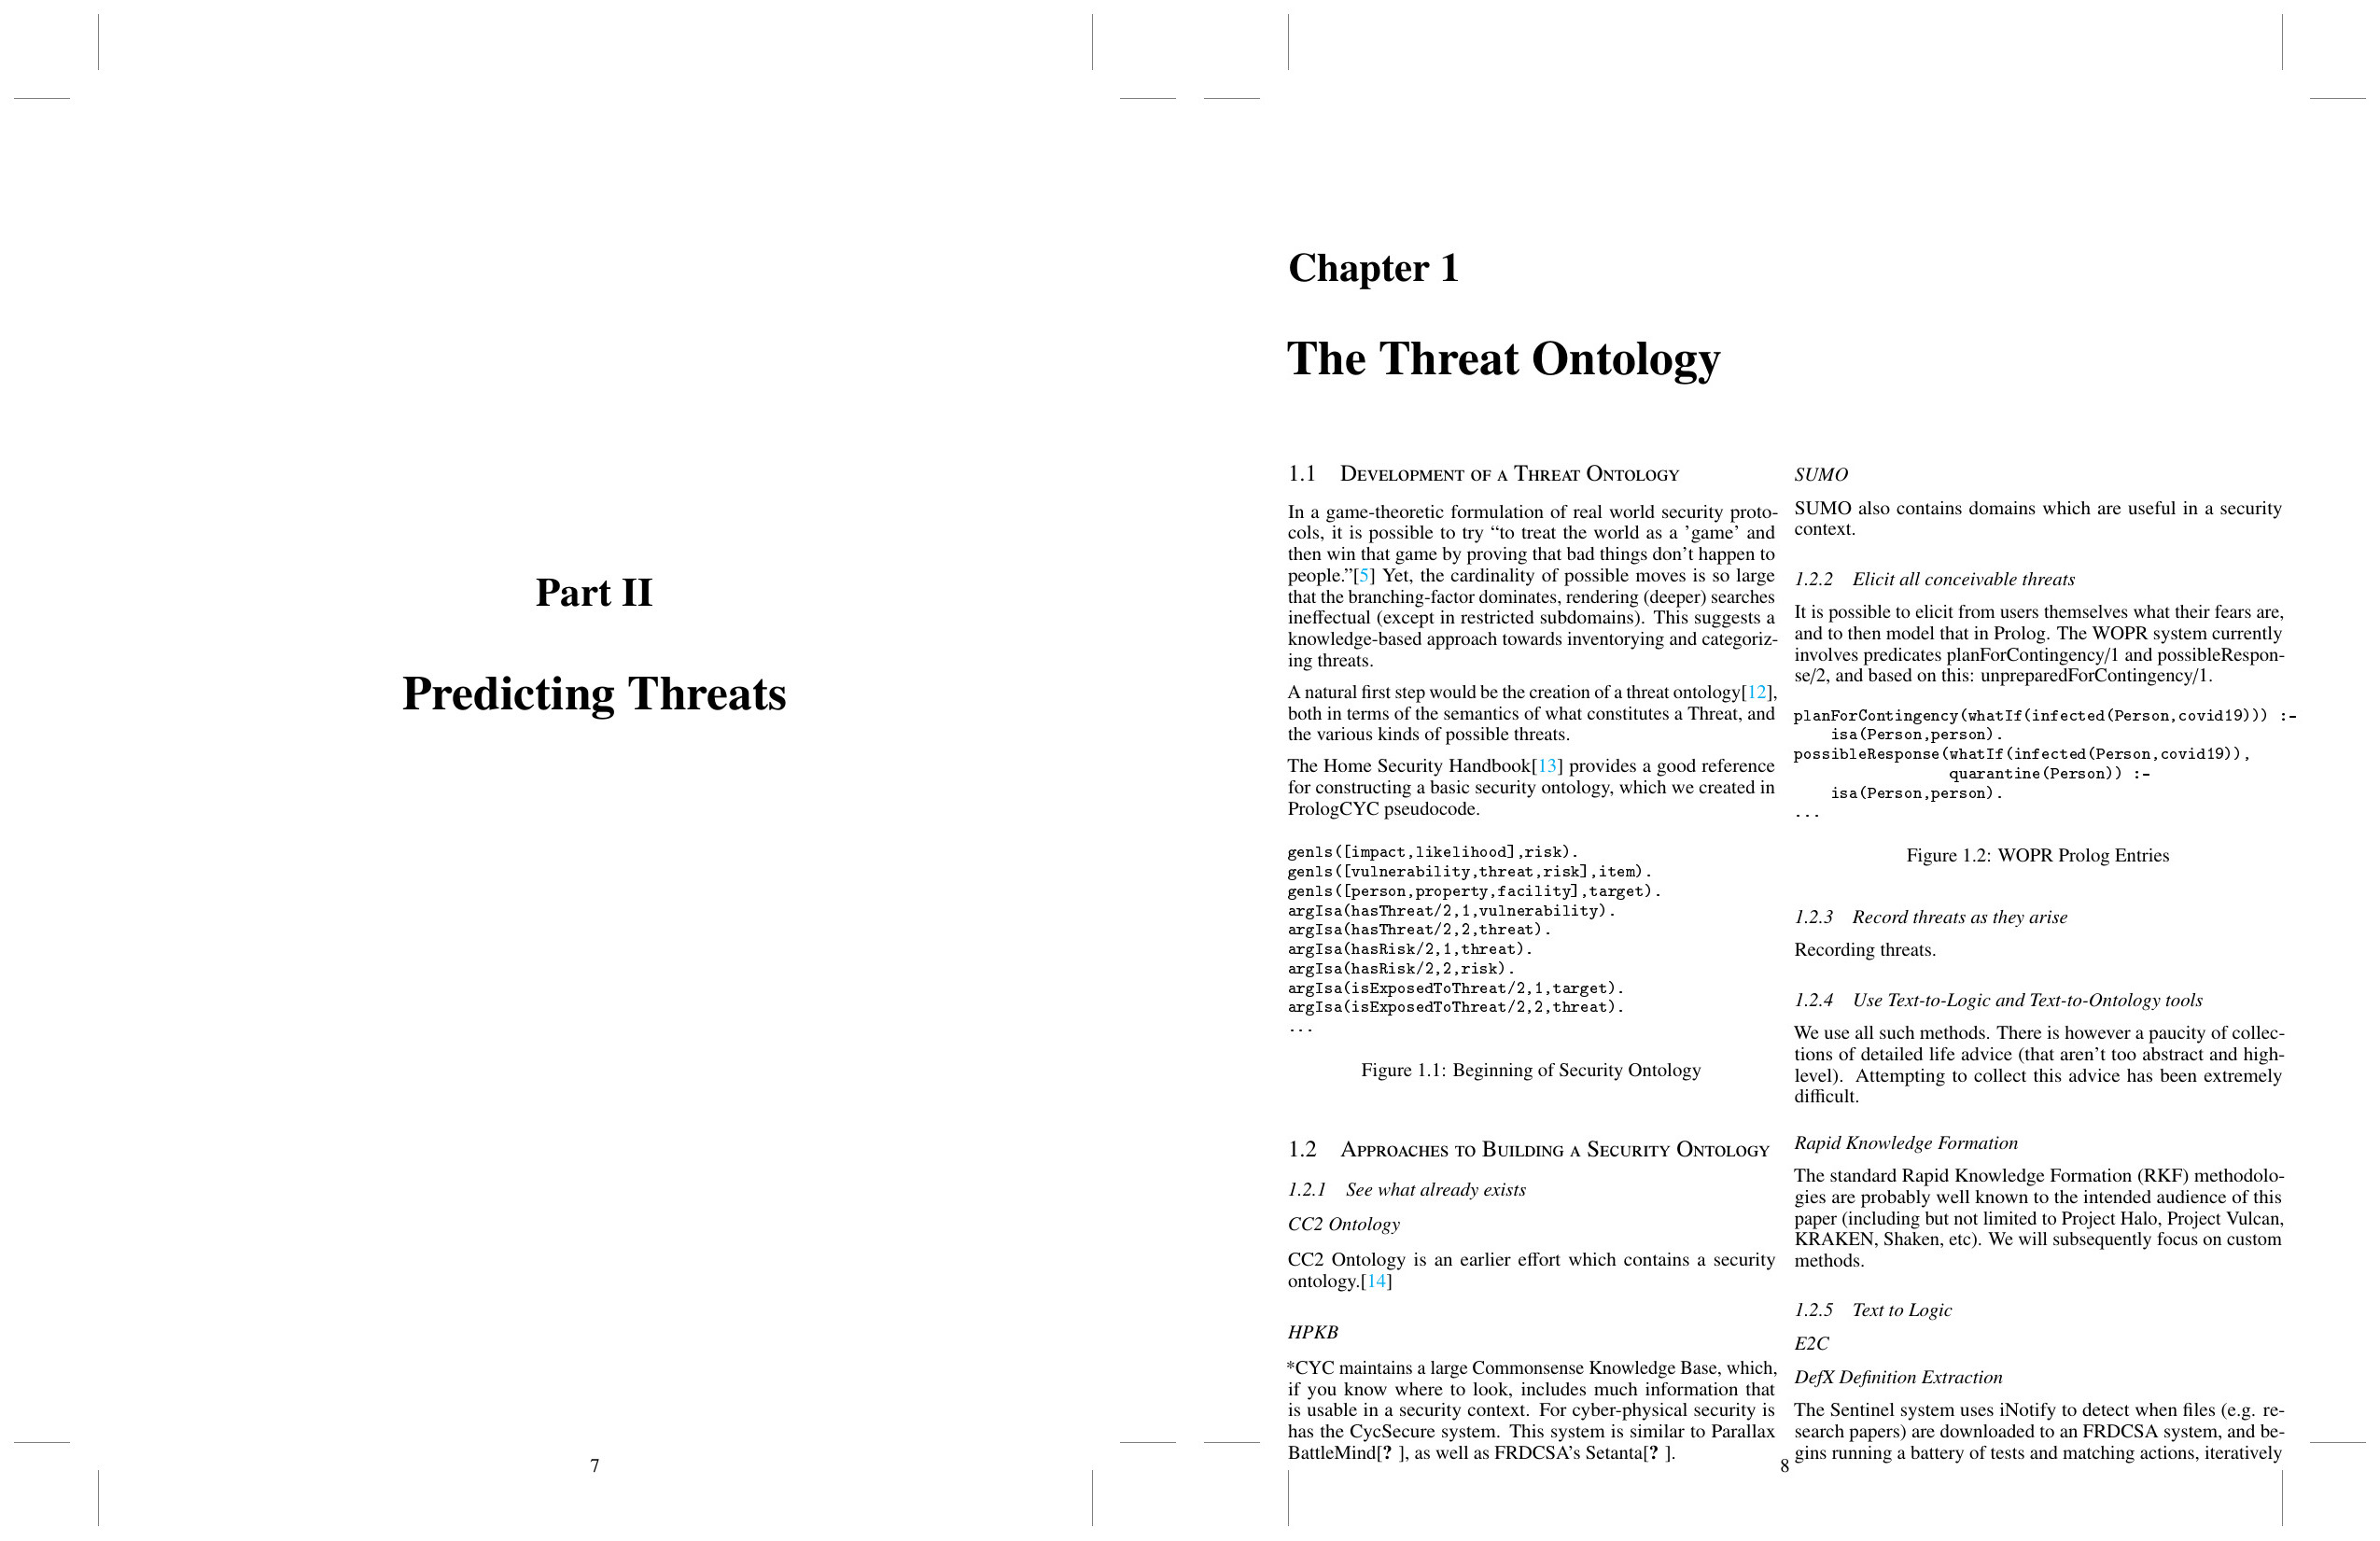 Part II
Predicting Threats
7
Chapter 1
The Threat Ontology
1.1 Development of a Threat Ontology
In a game-theoretic formulation of real world security proto-
cols, it is possible to try “to treat the world as a ’game’ and
then win that game by proving that bad things don’t happen to
people.”[5] Yet, the cardinality of possible moves is so large
that the branching-factor dominates, rendering (deeper) searches
ineffectual (except in restricted subdomains). This suggests a
knowledge-based approach towards inventorying and categoriz-
ing threats.
A natural first step would be the creation of a threat ontology[12],
both in terms of the semantics of what constitutes a Threat, and
the various kinds of possible threats.
The Home Security Handbook[13] provides a good reference
for constructing a basic security ontology, which we created in
PrologCYC pseudocode.
genls([impact,likelihood],risk).
genls([vulnerability,threat,risk],item).
genls([person,property,facility],target).
argIsa(hasThreat/2,1,vulnerability).
argIsa(hasThreat/2,2,threat).
argIsa(hasRisk/2,1,threat).
argIsa(hasRisk/2,2,risk).
argIsa(isExposedToThreat/2,1,target).
argIsa(isExposedToThreat/2,2,threat).
...
Figure 1.1: Beginning of Security Ontology
1.2 Approaches to Building a Security Ontology
1.2.1 See what already exists
CC2 Ontology
CC2 Ontology is an earlier effort which contains a security
ontology.[14]
HPKB
*CYC maintains a large Commonsense Knowledge Base, which,
if you know where to look, includes much information that
is usable in a security context. For cyber-physical security is
has the CycSecure system. This system is similar to Parallax
BattleMind[? ], as well as FRDCSA’s Setanta[? ].
SUMO
SUMO also contains domains which are useful in a security
context.
1.2.2 Elicit all conceivable threats
It is possible to elicit from users themselves what their fears are,
and to then model that in Prolog. The WOPR system currently
involves predicates planForContingency/1 and possibleRespon-
se/2, and based on this: unpreparedForContingency/1.
planForContingency(whatIf(infected(Person,covid19))) :-
isa(Person,person).
possibleResponse(whatIf(infected(Person,covid19)),
quarantine(Person)) :-
isa(Person,person).
...
Figure 1.2: WOPR Prolog Entries
1.2.3 Record threats as they arise
Recording threats.
1.2.4 Use Text-to-Logic and Text-to-Ontology tools
We use all such methods. There is however a paucity of collec-
tions of detailed life advice (that aren’t too abstract and high-
level). Attempting to collect this advice has been extremely
difficult.
Rapid Knowledge Formation
The standard Rapid Knowledge Formation (RKF) methodolo-
gies are probably well known to the intended audience of this
paper (including but not limited to Project Halo, Project Vulcan,
KRAKEN, Shaken, etc). We will subsequently focus on custom
methods.
1.2.5 Text to Logic
E2C
DefX Definition Extraction
The Sentinel system uses iNotify to detect when files (e.g. re-
search papers) are downloaded to an FRDCSA system, and be-
gins running a battery of tests and matching actions, iteratively
8